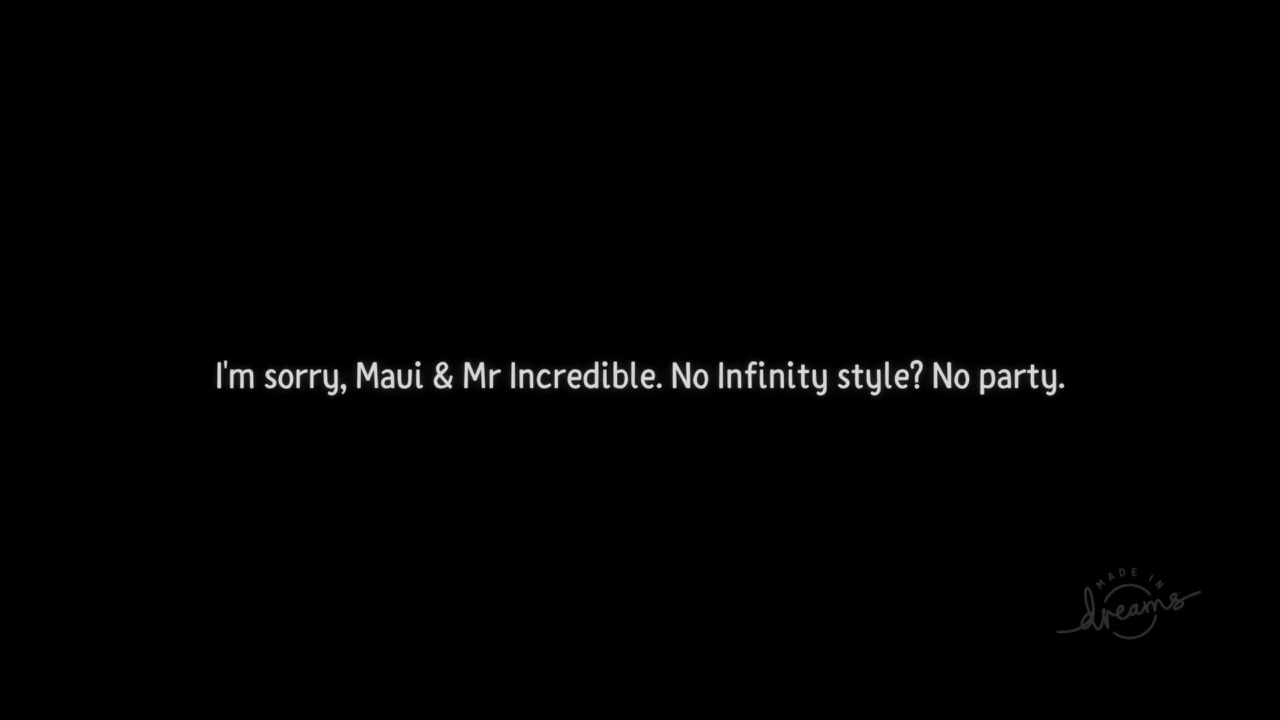 I'm sorry, Maui & Mr Incredible. No Infinity style? No party.
MADE IN
dreams